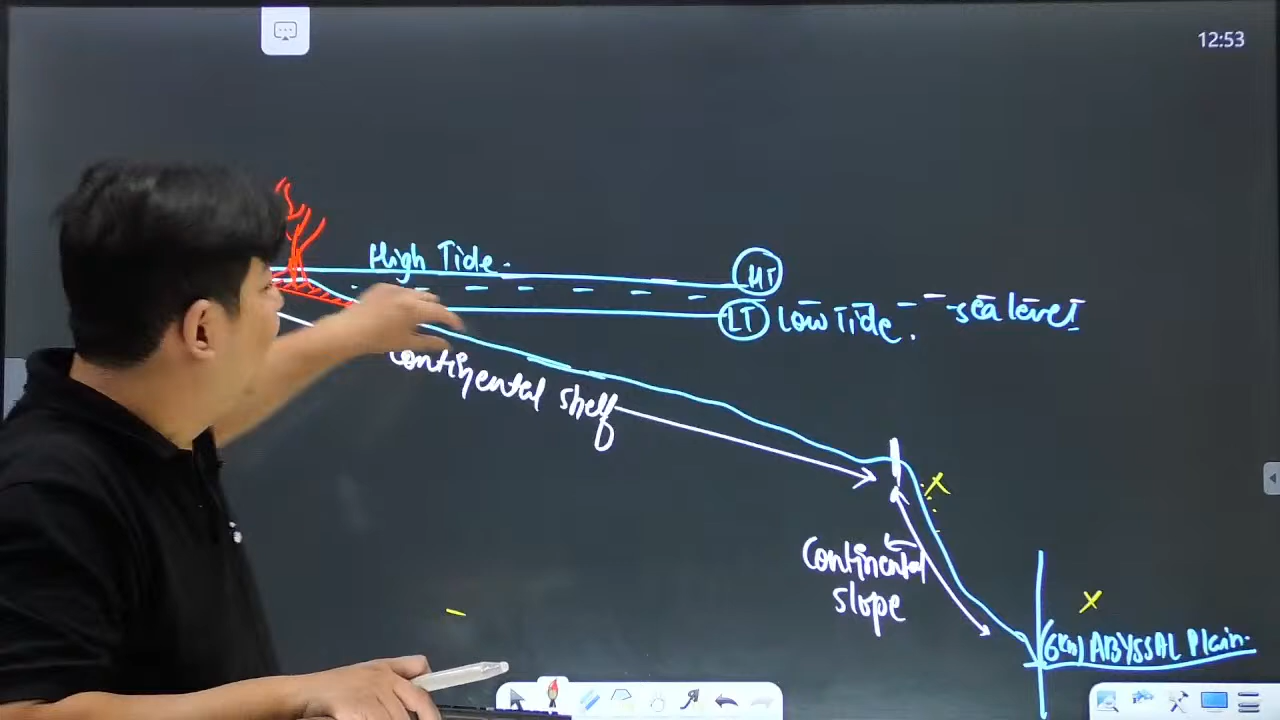 12:53
High Tide.
HT
LT Low Tide. sea level
Continental shelf
Continental
slope
(6km) ABYSSAL Plain.